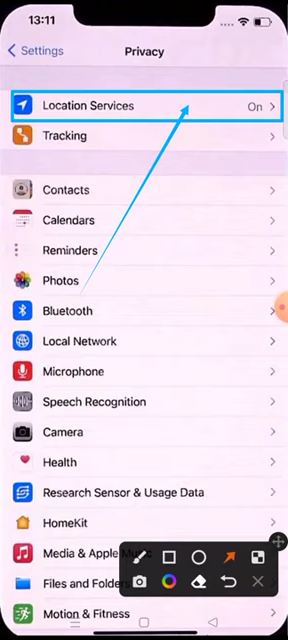 13:11
Settings
Privacy
Location Services
On
Tracking
Contacts
Calendars
Reminders
Photos
Bluetooth
Local Network
Microphone
Speech Recognition
Camera
Health
Research Sensor & Usage Data
HomeKit
Media & Apple
Files and Folders
Motion & Fitness